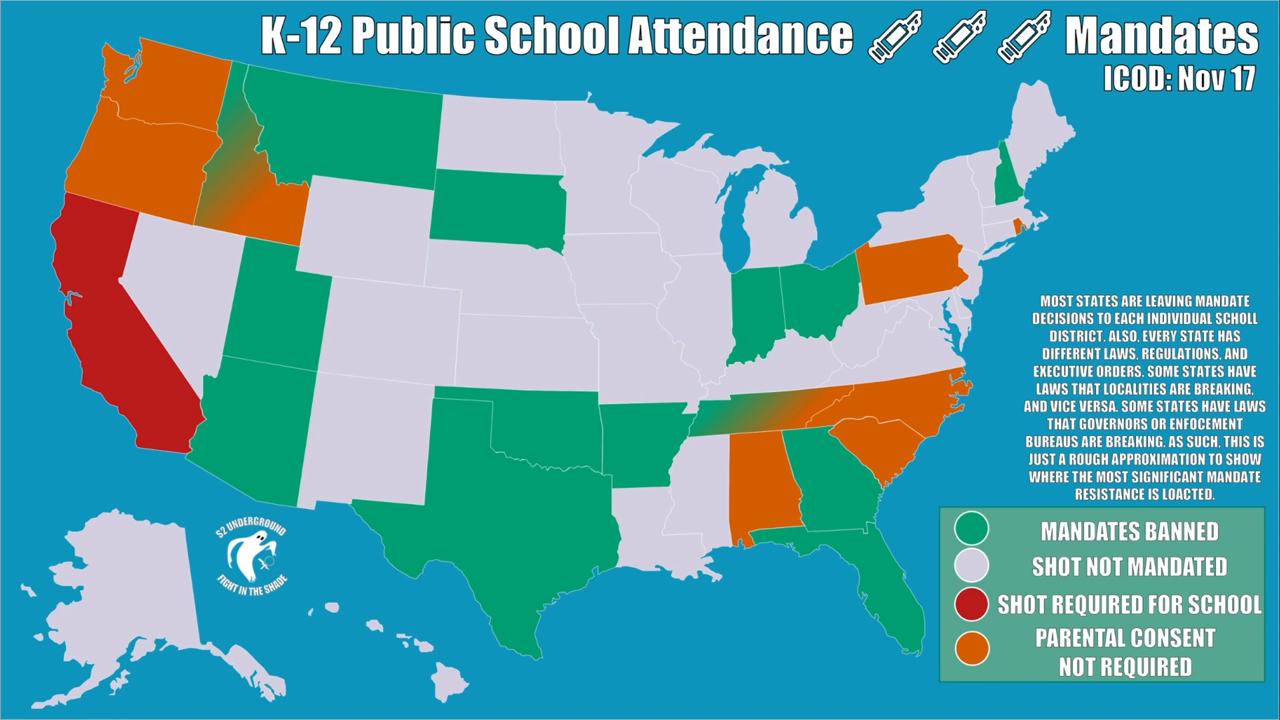 K-12 Public School Attendance Mandates
ICOD: Nov 17
MOST STATES ARE LEAVING MANDATE
DECISIONS TO EACH INDIVIDUAL SCHOLL
DISTRICT. ALSO, EVERY STATE HAS
DIFFERENT LAWS, REGULATIONS, AND
EXECUTIVE ORDERS. SOME STATES HAVE
LAWS THAT LOCALITIES ARE BREAKING,
AND VICE VERSA. SOME STATES HAVE LAWS
THAT GOVERNORS OR ENFOCEMENT
BUREAUS ARE BREAKING. AS SUCH, THIS IS
JUST A ROUGH APPROXIMATION TO SHOW
WHERE THE MOST SIGNIFICANT MANDATE
RESISTANCE IS LOACTED.
S2 UNDERGROUND
FIGHT IN THE SHADE
MANDATES BANNED
SHOT NOT MANDATED
SHOT REQUIRED FOR SCHOOL
PARENTAL CONSENT
NOT REQUIRED